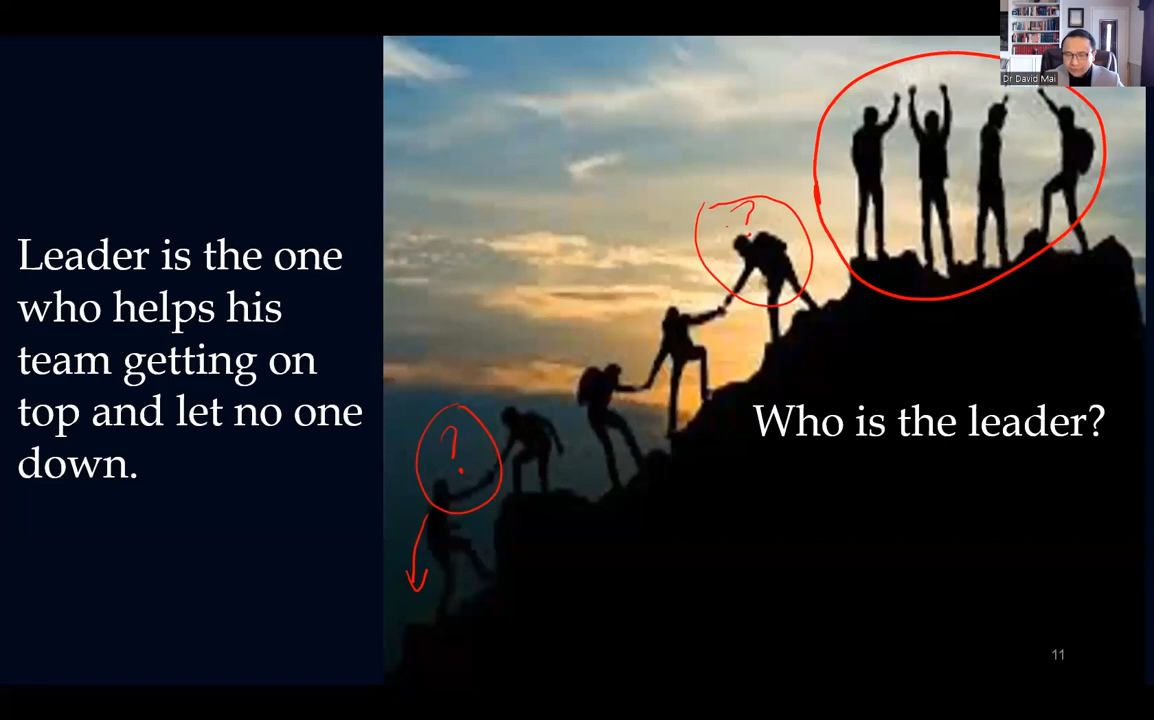 Dr David Mai
Leader is the one
who helps his
team getting on
top and let no one
down.
?
?
Who is the leader?
11